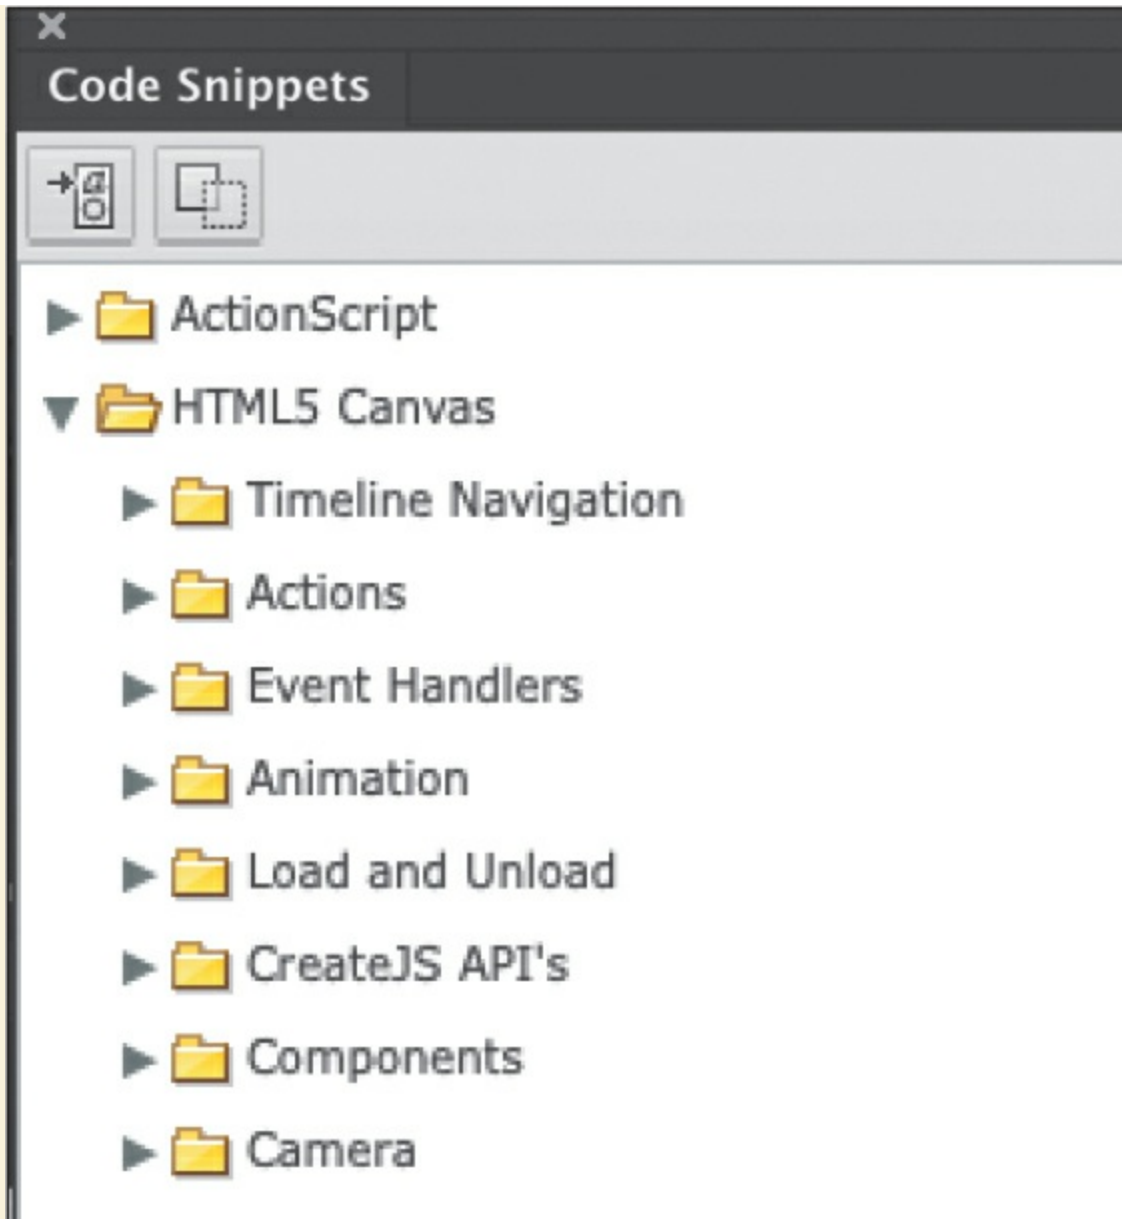 Code Snippets
ActionScript
HTML5 Canvas
Timeline Navigation
Actions
Event Handlers
Animation
Load and Unload
CreateJS API's
Components
Camera